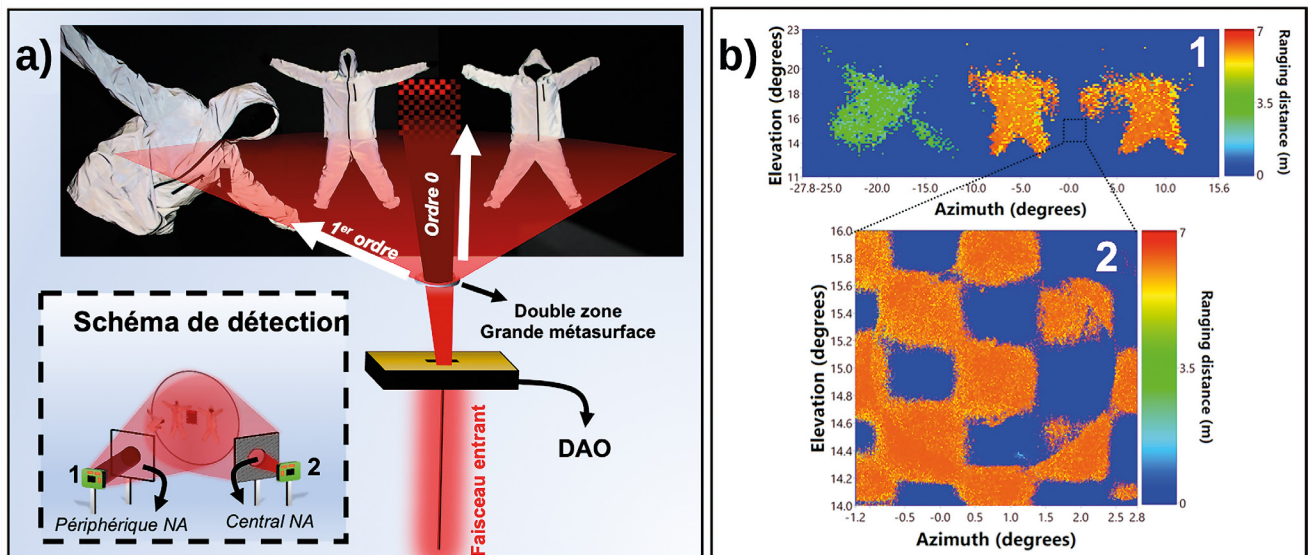 a)
Ordre 0
1er ordre
Double zone
Grande métasurface
DAO
Faisceau entrant
Schéma de détection
1
2
Périphérique NA
Central NA
b)
1
Elevation (degrees)
23
20
18
16
14
11
-27.8 -25.0 -20.0 -15.0 -10.0 -5.0 -0.0 5.0 10.0 15.6
Azimuth (degrees)
7
3.5
0
Ranging distance (m)
2
Elevation (degrees)
16.0
15.6
15.2
15.0
14.8
14.6
14.4
14.2
14.0
-1.2 -0.5 -0.0 0.5 1.0 1.5 2.0 2.5 2.8
Azimuth (degrees)
7
3.5
0
Ranging distance (m)